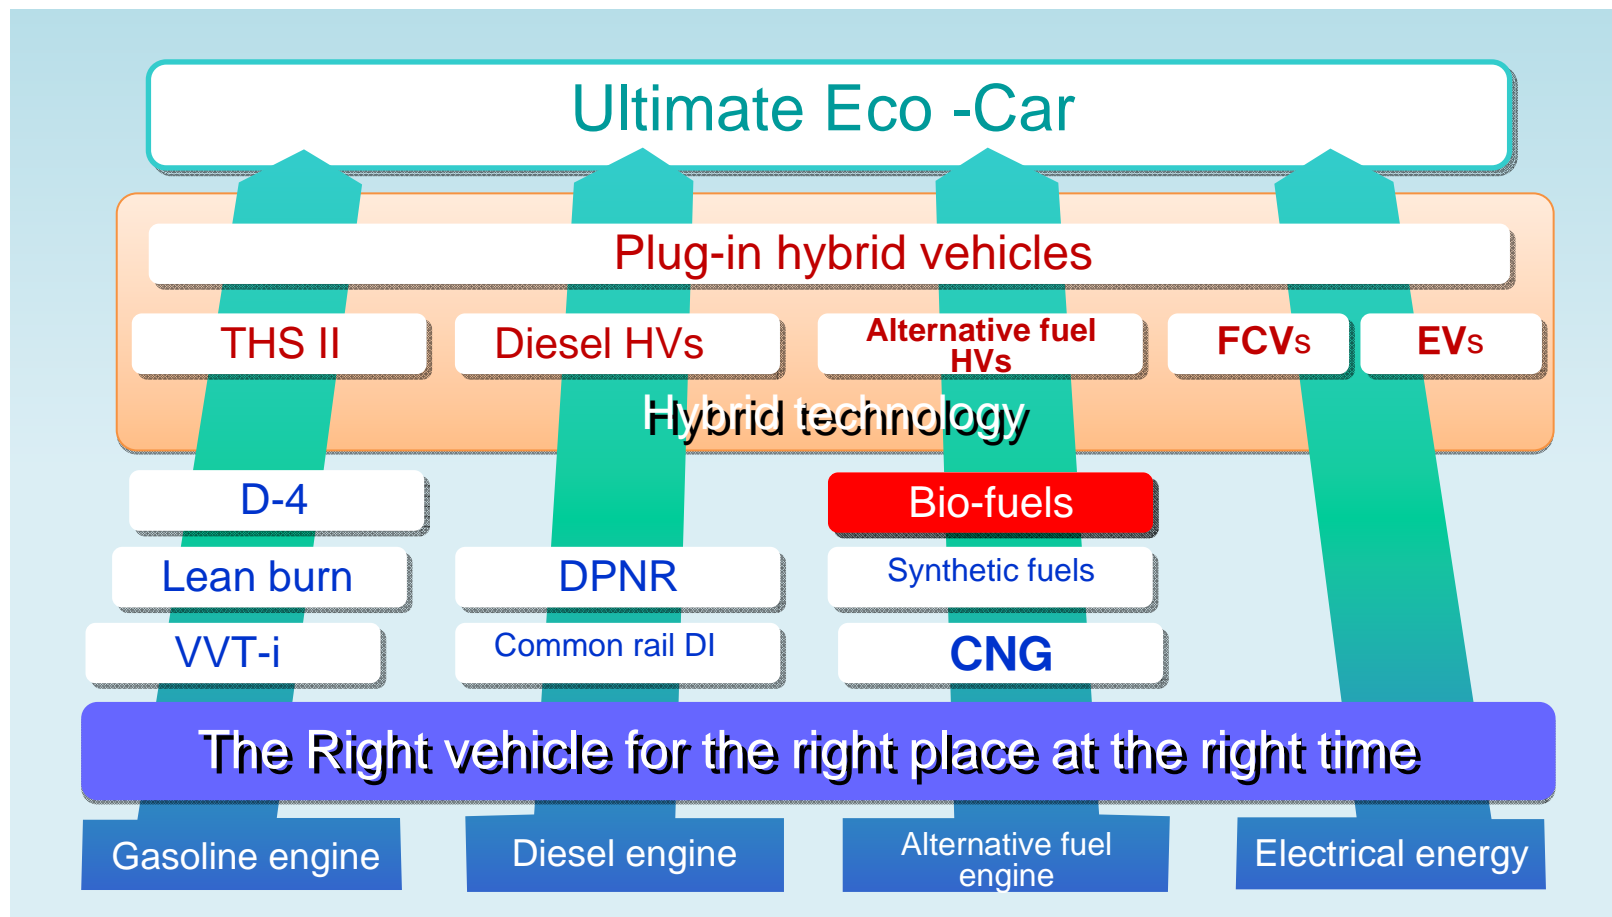 Ultimate Eco -Car
Plug-in hybrid vehicles
THS II
Diesel HVs
Alternative fuel
HVs
FCVs
EVs
Hybrid technology
D-4
Bio-fuels
Lean burn
DPNR
Synthetic fuels
VVT-i
Common rail DI
CNG
The Right vehicle for the right place at the right time
Gasoline engine
Diesel engine
Alternative fuel
engine
Electrical energy